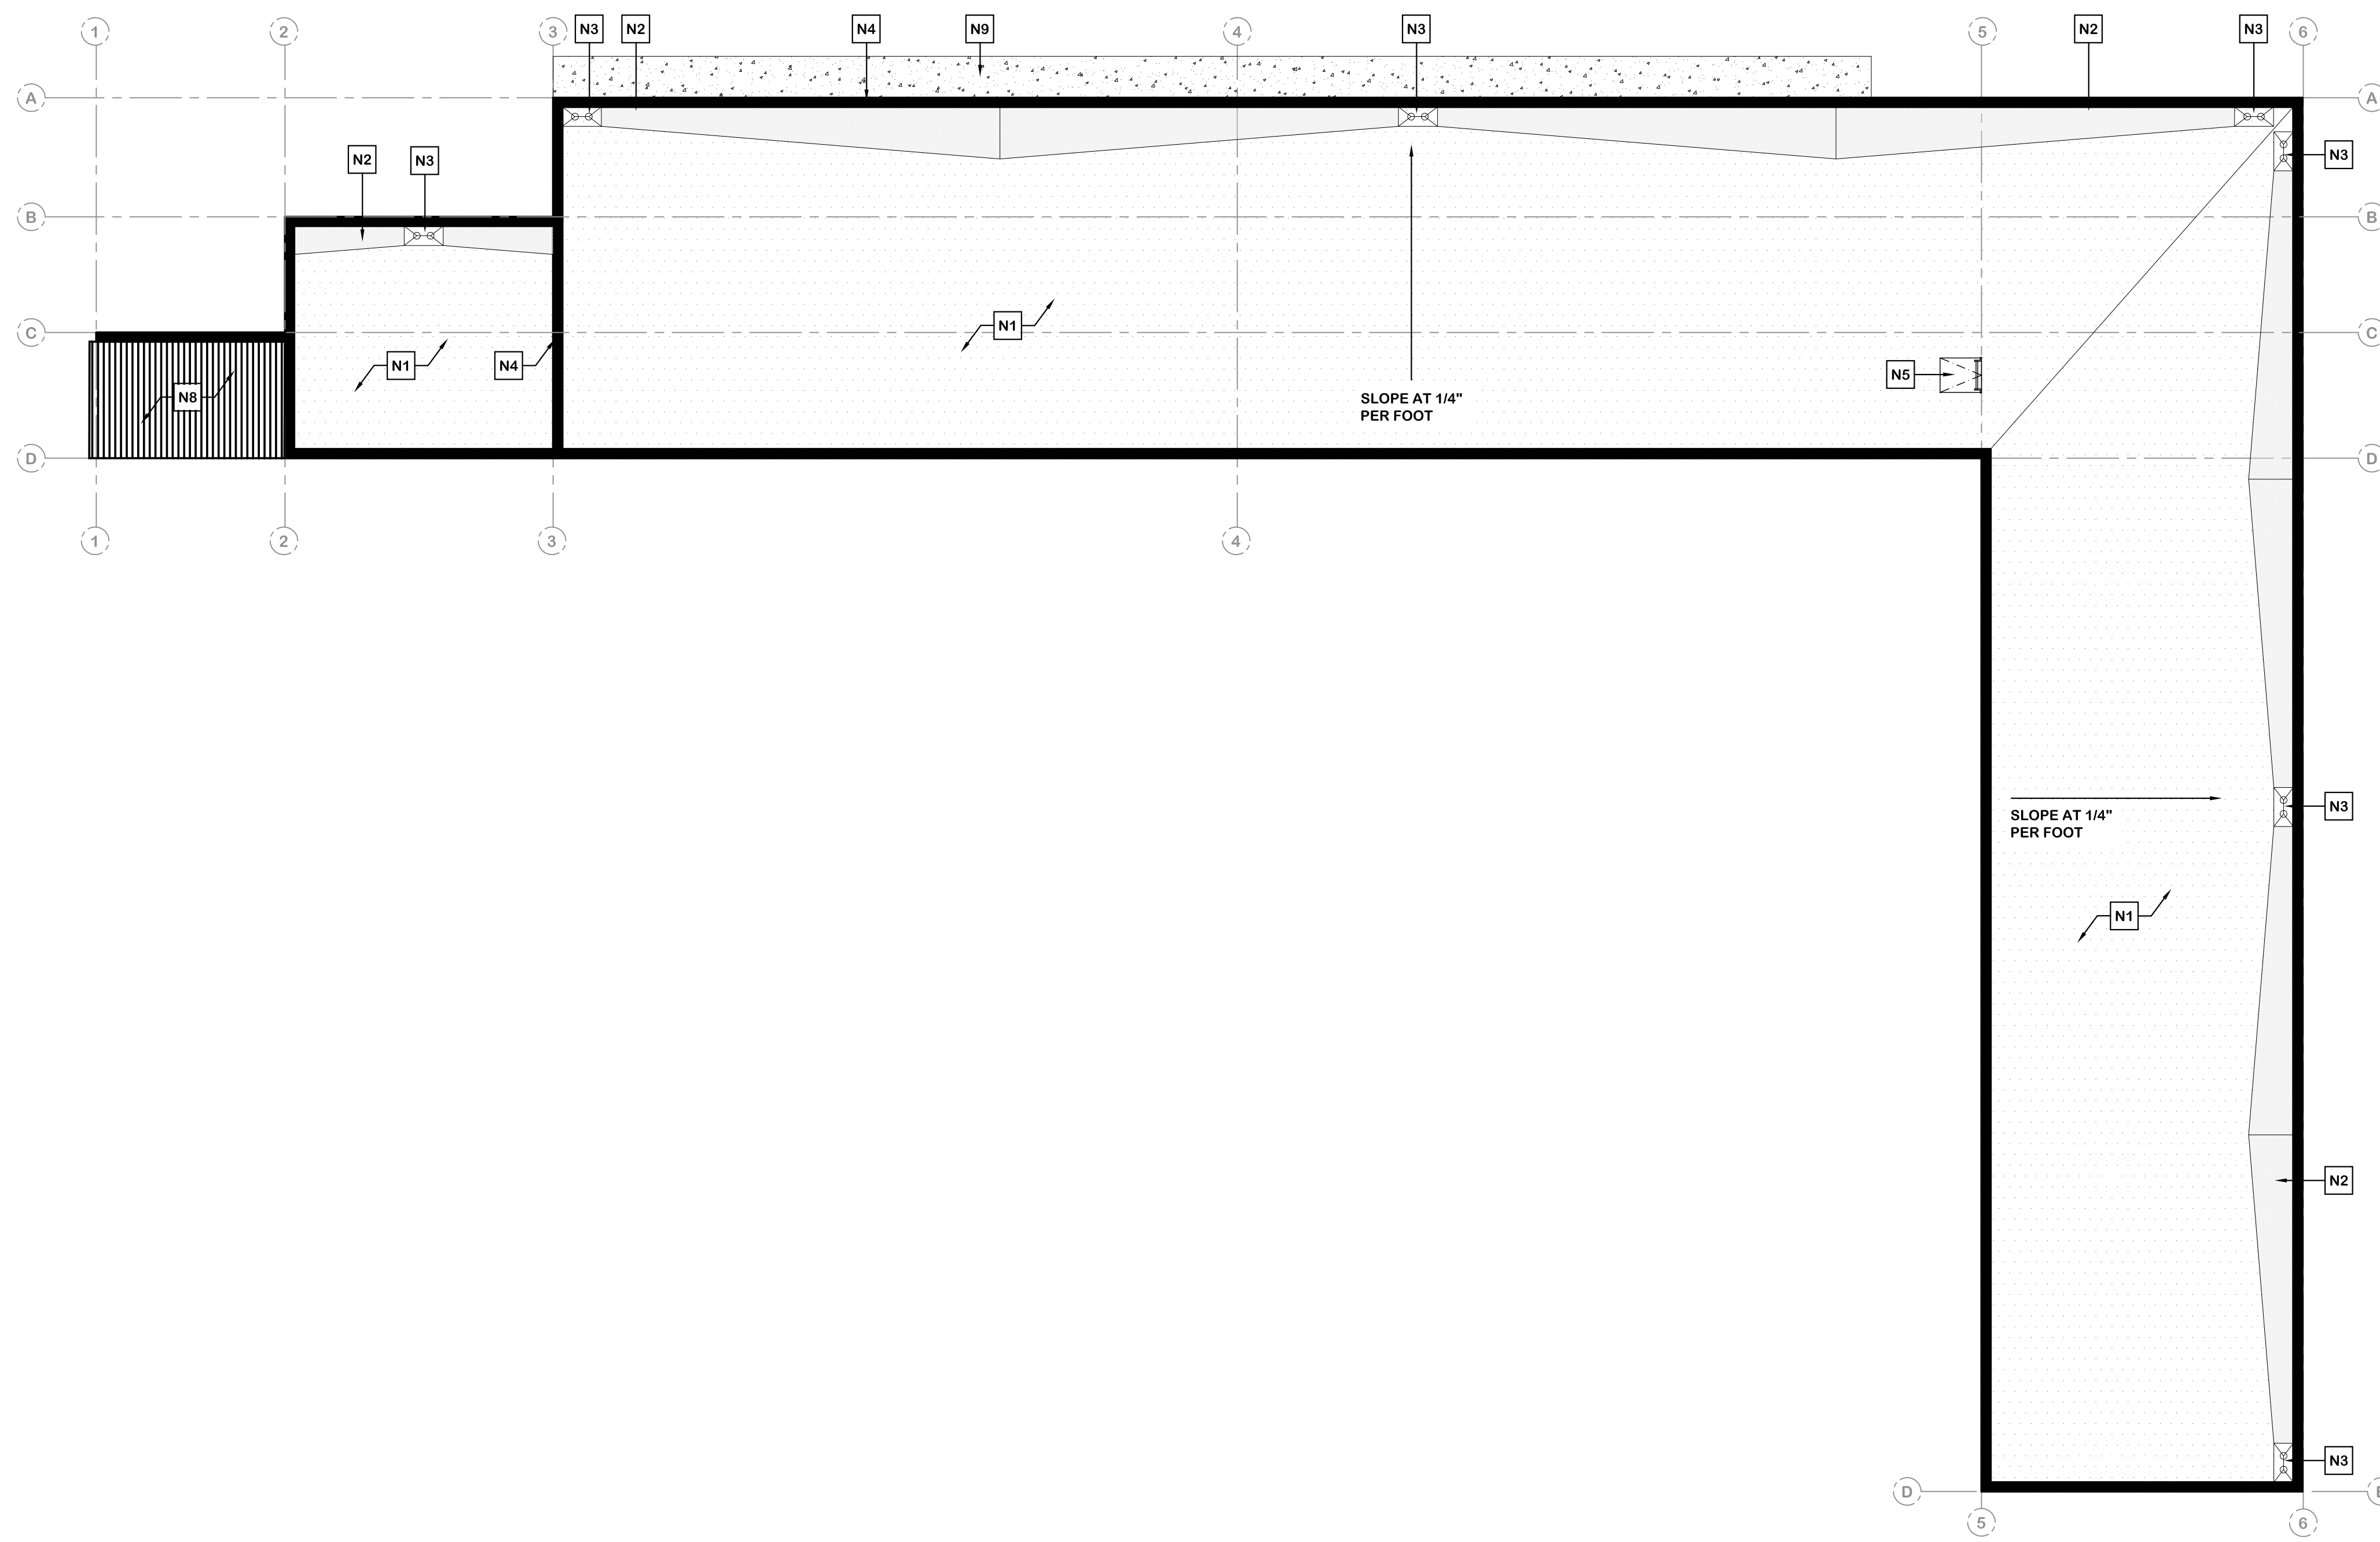 1
2
3
N3
N2
N4
N9
4
N3
5
N2
N3
6
A
A
N2
N3
N3
B
B
C
C
N1
N1
N4
N5
N8
SLOPE AT 1/4"
PER FOOT
D
D
1
2
3
4
N3
SLOPE AT 1/4"
PER FOOT
N1
N2
N3
D
5
6